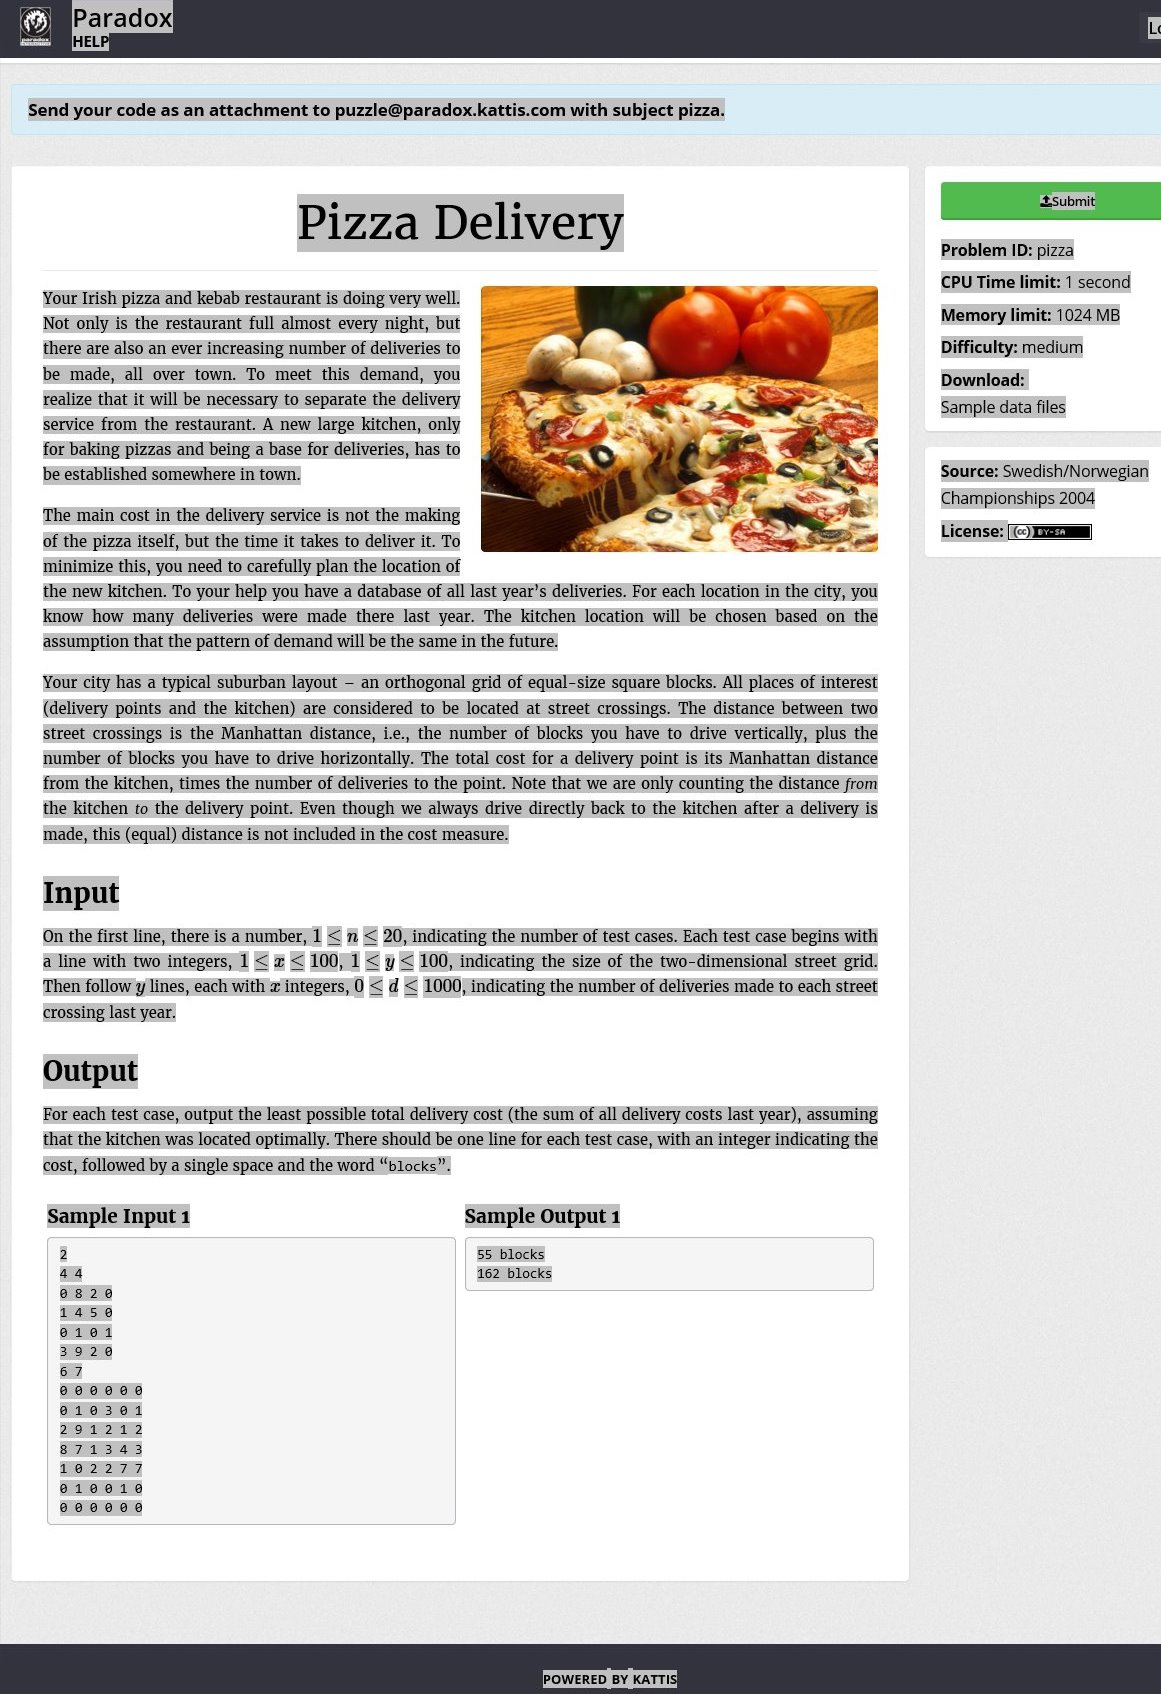 Paradox
HELP
Send your code as an attachment to puzzle@paradox.kattis.com with subject pizza.
Pizza Delivery
Your Irish pizza and kebab restaurant is doing very well.
Not only is the restaurant full almost every night, but
there are also an ever increasing number of deliveries to
be made, all over town. To meet this demand, you
realize that it will be necessary to separate the delivery
service from the restaurant. A new large kitchen, only
for baking pizzas and being a base for deliveries, has to
be established somewhere in town.
The main cost in the delivery service is not the making
of the pizza itself, but the time it takes to deliver it. To
minimize this, you need to carefully plan the location of
the new kitchen. To your help you have a database of all last year’s deliveries. For each location in the city, you
know how many deliveries were made there last year. The kitchen location will be chosen based on the
assumption that the pattern of demand will be the same in the future.
Your city has a typical suburban layout – an orthogonal grid of equal-size square blocks. All places of interest
(delivery points and the kitchen) are considered to be located at street crossings. The distance between two
street crossings is the Manhattan distance, i.e., the number of blocks you have to drive vertically, plus the
number of blocks you have to drive horizontally. The total cost for a delivery point is its Manhattan distance
from the kitchen, times the number of deliveries to the point. Note that we are only counting the distance from
the kitchen to the delivery point. Even though we always drive directly back to the kitchen after a delivery is
made, this (equal) distance is not included in the cost measure.
Input
On the first line, there is a number, 1 ≤ n ≤ 20, indicating the number of test cases. Each test case begins with
a line with two integers, 1 ≤ x ≤ 100, 1 ≤ y ≤ 100, indicating the size of the two-dimensional street grid.
Then follow y lines, each with x integers, 0 ≤ d ≤ 1000, indicating the number of deliveries made to each street
crossing last year.
Output
For each test case, output the least possible total delivery cost (the sum of all delivery costs last year), assuming
that the kitchen was located optimally. There should be one line for each test case, with an integer indicating the
cost, followed by a single space and the word “blocks”.
Sample Input 1
2
4 4
0 8 2 0
1 4 5 0
0 1 0 1
3 9 2 0
6 7
0 0 0 0 0 0
0 1 0 3 0 1
2 9 1 2 1 2
8 7 1 3 4 3
1 0 2 2 7 7
0 1 0 0 1 0
0 0 0 0 0 0
Sample Output 1
55 blocks
162 blocks
Submit
Problem ID: pizza
CPU Time limit: 1 second
Memory limit: 1024 MB
Difficulty: medium
Download:
Sample data files
Source: Swedish/Norwegian
Championships 2004
License: (cc) BY-SA
POWERED BY KATTIS